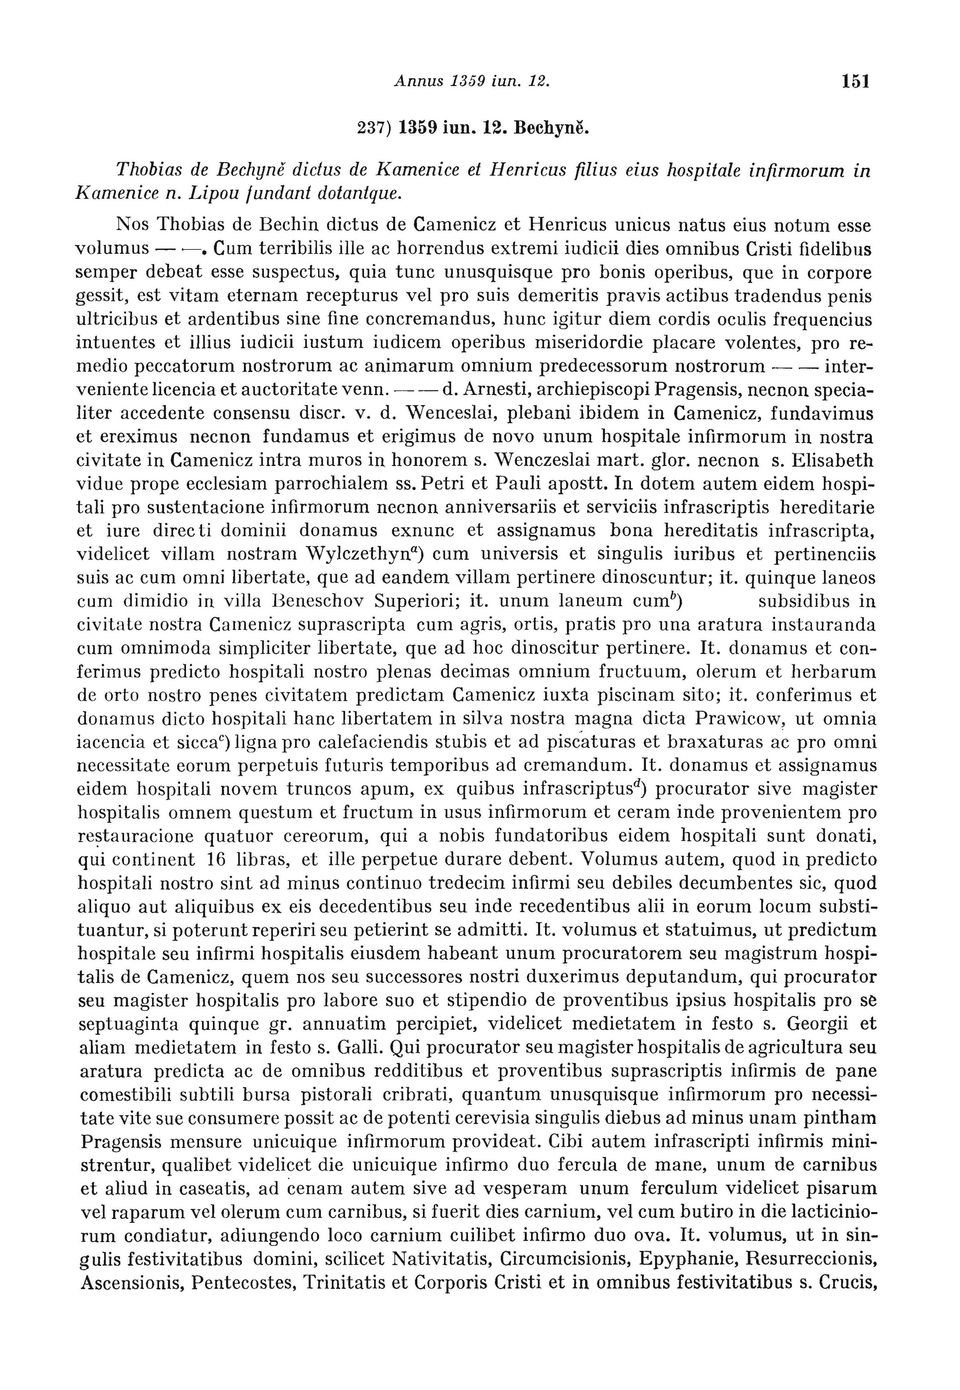 Annus 1359 iun. 12. 151
237) 1359 iun. 12. Bechyně.
Thobias de Bechyně dictus de Kamenice et Henricus filius eius hospitale infirmorum in
Kamenice n. Lipou fundant dotantque.
Nos Thobias de Bechin dictus de Camenicz et Henricus unicus natus eius notum esse
volumus — —. Cum terribilis ille ac horrendus extremi iudicii dies omnibus Cristi fidelibus
semper debeat esse suspectus, quia tunc unusquisque pro bonis operibus, que in corpore
gessit, est vitam eternam recepturus vel pro suis demeritis pravis actibus tradendus penis
ultricibus et ardentibus sine fine concremandus, hunc igitur diem cordis oculis frequencius
intuentes et illius iudicii iustum iudicem operibus miseridordie placare volentes, pro re-
medio peccatorum nostrorum ac animarum omnium predecessorum nostrorum — — inter-
veniente licencia et auctoritate venn. — — d. Arnesti, archiepiscopi Pragensis, necnon specia-
liter accedente consensu discr. v. d. Wenceslai, plebani ibidem in Camenicz, fundavimus
et ereximus necnon fundamus et erigimus de novo unum hospitale infirmorum in nostra
civitate in Camenicz intra muros in honorem s. Wenczeslai mart. glor. necnon s. Elisabeth
vidue prope ecclesiam parrochialem ss. Petri et Pauli apostt. In dotem autem eidem hospi-
tali pro sustentacione infirmorum necnon anniversariis et serviciis infrascriptis hereditarie
et iure directi dominii donamus exnunc et assignamus bona hereditatis infrascripta,
videlicet villam nostram Wylczethyn a) cum universis et singulis iuribus et pertinenciis
suis ac cum omni libertate, que ad eandem villam pertinere dinoscuntur; it. quinque laneos
cum dimidio in villa Beneschov Superiori; it. unum laneum cum b) subsidibus in
civitate nostra Camenicz suprascripta cum agris, ortis, pratis pro una aratura instauranda
cum omnimoda simpliciter libertate, que ad hoc dinoscitur pertinere. It. donamus et con-
ferimus predicto hospitali nostro plenas decimas omnium fructuum, olerum et herbarum
de orto nostro penes civitatem predictam Camenicz iuxta piscinam sito; it. conferimus et
donamus dicto hospitali hanc libertatem in silva nostra magna dicta Prawicow, ut omnia
iacencia et sicca c) ligna pro calefaciendis stubis et ad piscaturas et braxaturas ac pro omni
necessitate eorum perpetuis futuris temporibus ad cremandum. It. donamus et assignamus
eidem hospitali novem truncos apum, ex quibus infrascriptus d) procurator sive magister
hospitalis omnem questum et fructum in usus infirmorum et ceram inde provenientem pro
restauracione quatuor cereorum, qui a nobis fundatoribus eidem hospitali sunt donati,
qui continent 16 libras, et ille perpetue durare debent. Volumus autem, quod in predicto
hospitali nostro sint ad minus continuo tredecim infirmi seu debiles decumbentes sic, quod
aliquo aut aliquibus ex eis decedentibus seu inde recedentibus alii in eorum locum substi-
tuantur, si poterunt reperiri seu petierint se admitti. It. volumus et statuimus, ut predictum
hospitale seu infirmi hospitalis eiusdem habeant unum procuratorem seu magistrum hospi-
talis de Camenicz, quem nos seu successores nostri duxerimus deputandum, qui procurator
seu magister hospitalis pro labore suo et stipendio de proventibus ipsius hospitalis pro se
septuaginta quinque gr. annuatim percipiet, videlicet medietatem in festo s. Georgii et
aliam medietatem in festo s. Galli. Qui procurator seu magister hospitalis de agricultura seu
aratura predicta ac de omnibus redditibus et proventibus suprascriptis infirmis de pane
comestibili subtili bursa pistorali cribrati, quantum unusquisque infirmorum pro necessi-
tate vite sue consumere possit ac de potenti cerevisia singulis diebus ad minus unam pintham
Pragensis mensure unicuique infirmorum provideat. Cibi autem infrascripti infirmis mini-
strentur, qualibet videlicet die unicuique infirmo duo fercula de mane, unum de carnibus
et aliud in caseatis, ad cenam autem sive ad vesperam unum ferculum videlicet pisarum
vel raparum vel olerum cum carnibus, si fuerit dies carnium, vel cum butiro in die lacticinio-
rum condiatur, adiungendo loco carnium cuilibet infirmo duo ova. It. volumus, ut in sin-
gulis festivitatibus domini, scilicet Nativitatis, Circumcisionis, Epyphanie, Resurreccionis,
Ascensionis, Pentecostes, Trinitatis et Corporis Cristi et in omnibus festivitatibus s. Crucis,